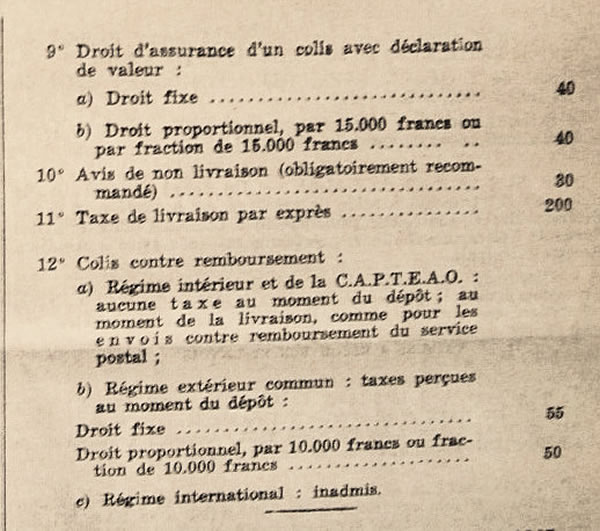 9° Droit d'assurance d'un colis avec déclaration
de valeur :
a) Droit fixe .............................. 40
b) Droit proportionnel, par 15.000 francs ou
par fraction de 15.000 francs ........ .. 40
10° Avis de non livraison (obligatoirement recom-
mandé) .................................. 30
11° Taxe de livraison par exprès ............... 200
12° Colis contre remboursement :
a) Régime intérieur et de la C.A.P.T.E.A.O. :
aucune taxe au moment du dépôt ; au
moment de la livraison, comme pour les
envois contre remboursement du service
postal ;
b) Régime extérieur commun : taxes perçues
au moment du dépôt :
Droit fixe ................................ 55
Droit proportionnel, par 10.000 francs ou frac-
tion de 10.000 francs .................... 50
c) Régime international : inadmis.